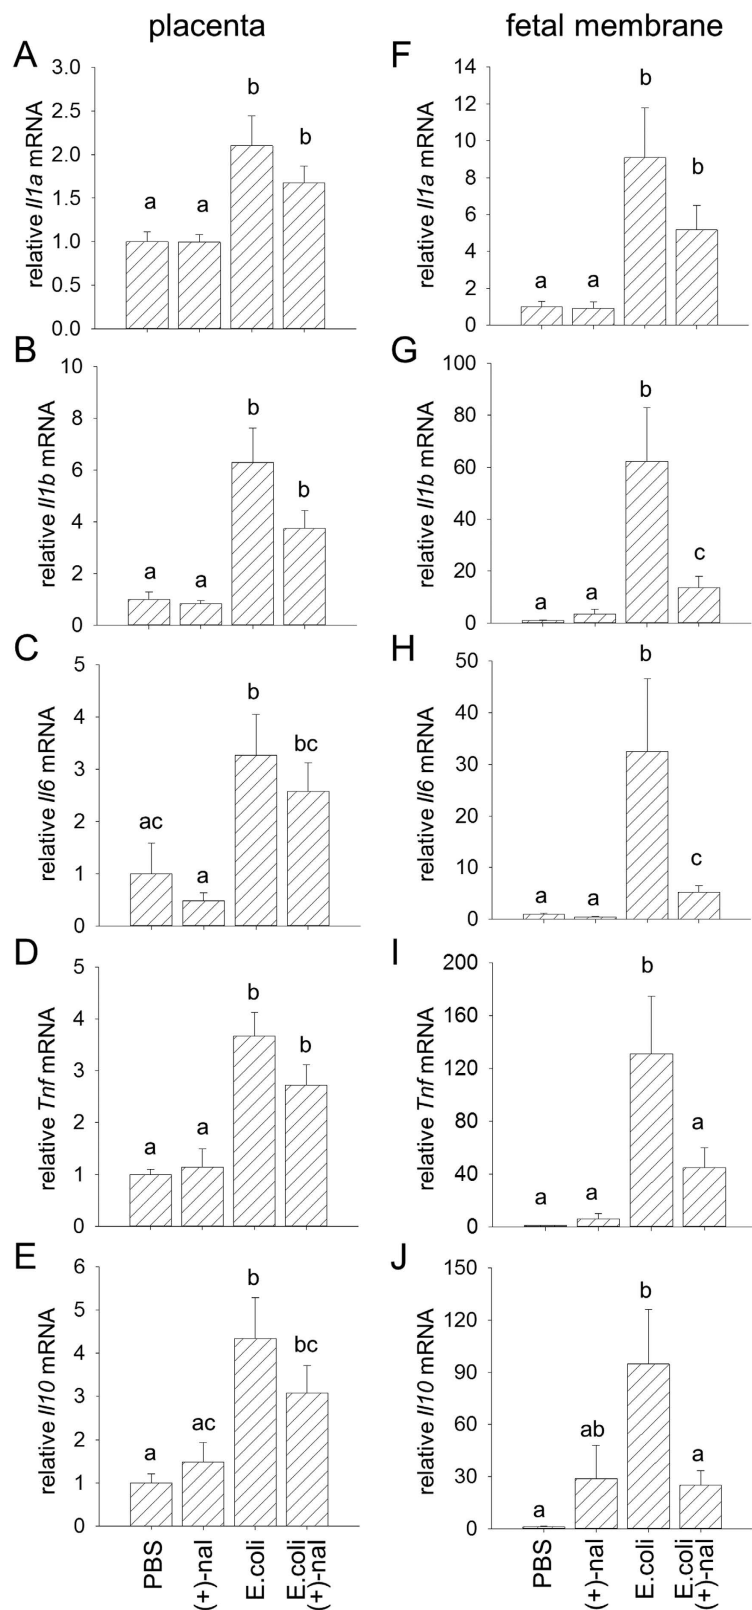 placenta
fetal membrane
A
3.0
2.5
2.0
1.5
1.0
0.5
0.0
relative Il1a mRNA
a
a
b
b
F
14
12
10
8
6
4
2
0
relative Il1a mRNA
a
a
b
b
B
10
8
6
4
2
0
relative Il1b mRNA
a
a
b
b
G
100
80
60
40
20
0
relative Il1b mRNA
a
a
b
c
C
5
4
3
2
1
0
relative Il6 mRNA
ac
a
b
bc
H
50
40
30
20
10
0
relative Il6 mRNA
a
a
b
c
D
5
4
3
2
1
0
relative Tnf mRNA
a
a
b
b
I
200
160
120
80
40
0
relative Tnf mRNA
a
a
b
a
E
6
5
4
3
2
1
0
relative Il10 mRNA
a
ac
b
bc
J
150
120
90
60
30
0
relative Il10 mRNA
a
ab
b
a
PBS
(+)-nal
E.coli
E.coli
(+)-nal
PBS
(+)-nal
E.coli
E.coli
(+)-nal